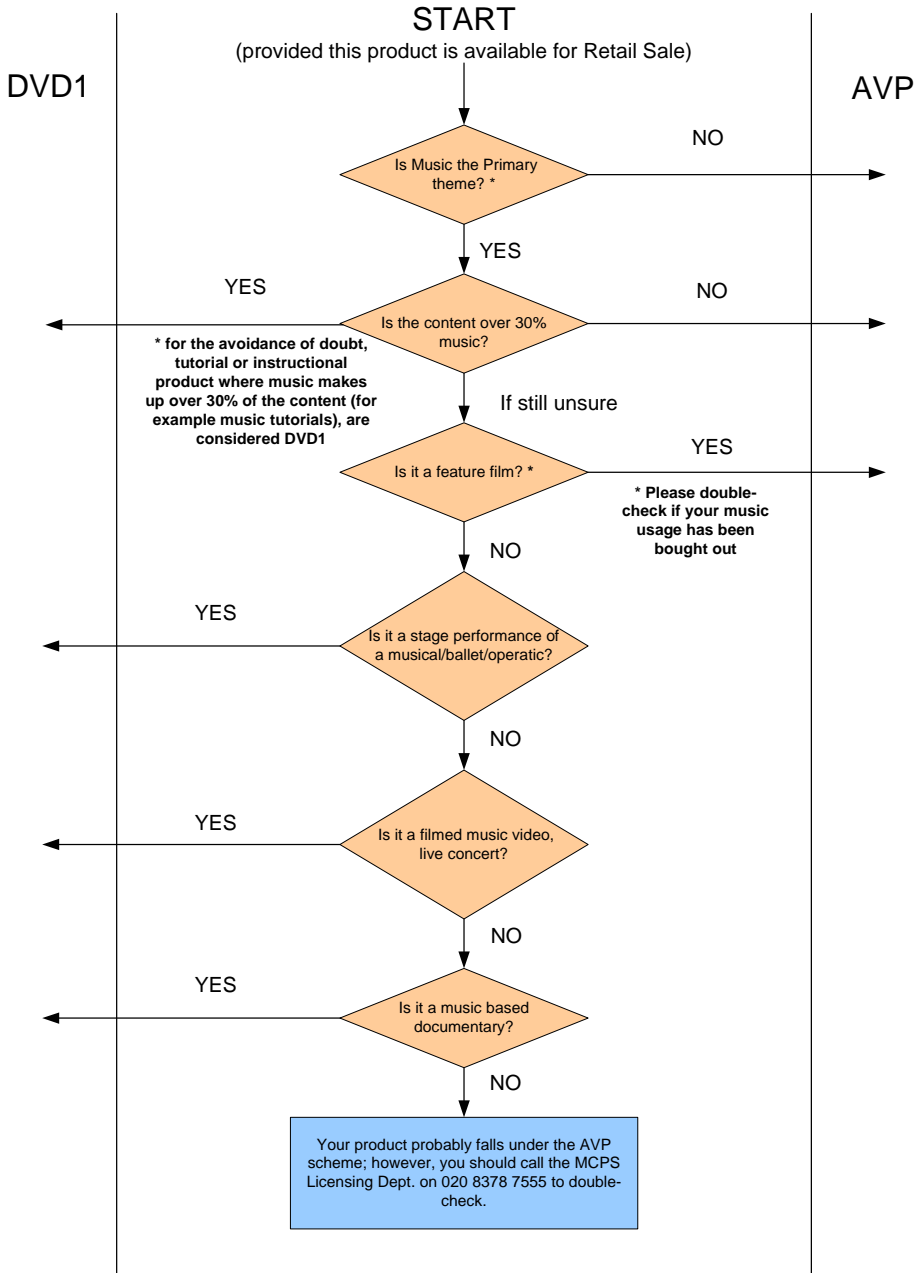 START
(provided this product is available for Retail Sale)
DVD1
AVP
NO
Is Music the Primary
theme? *
YES
YES
NO
Is the content over 30%
music?
* for the avoidance of doubt,
tutorial or instructional
product where music makes
up over 30% of the content (for
example music tutorials), are
considered DVD1
If still unsure
Is it a feature film? *
YES
* Please double-
check if your music
usage has been
bought out
NO
YES
Is it a stage performance of
a musical/ballet/operatic?
NO
YES
Is it a filmed music video,
live concert?
NO
YES
Is it a music based
documentary?
NO
Your product probably falls under the AVP
scheme; however, you should call the MCPS
Licensing Dept. on 020 8378 7555 to double-
check.